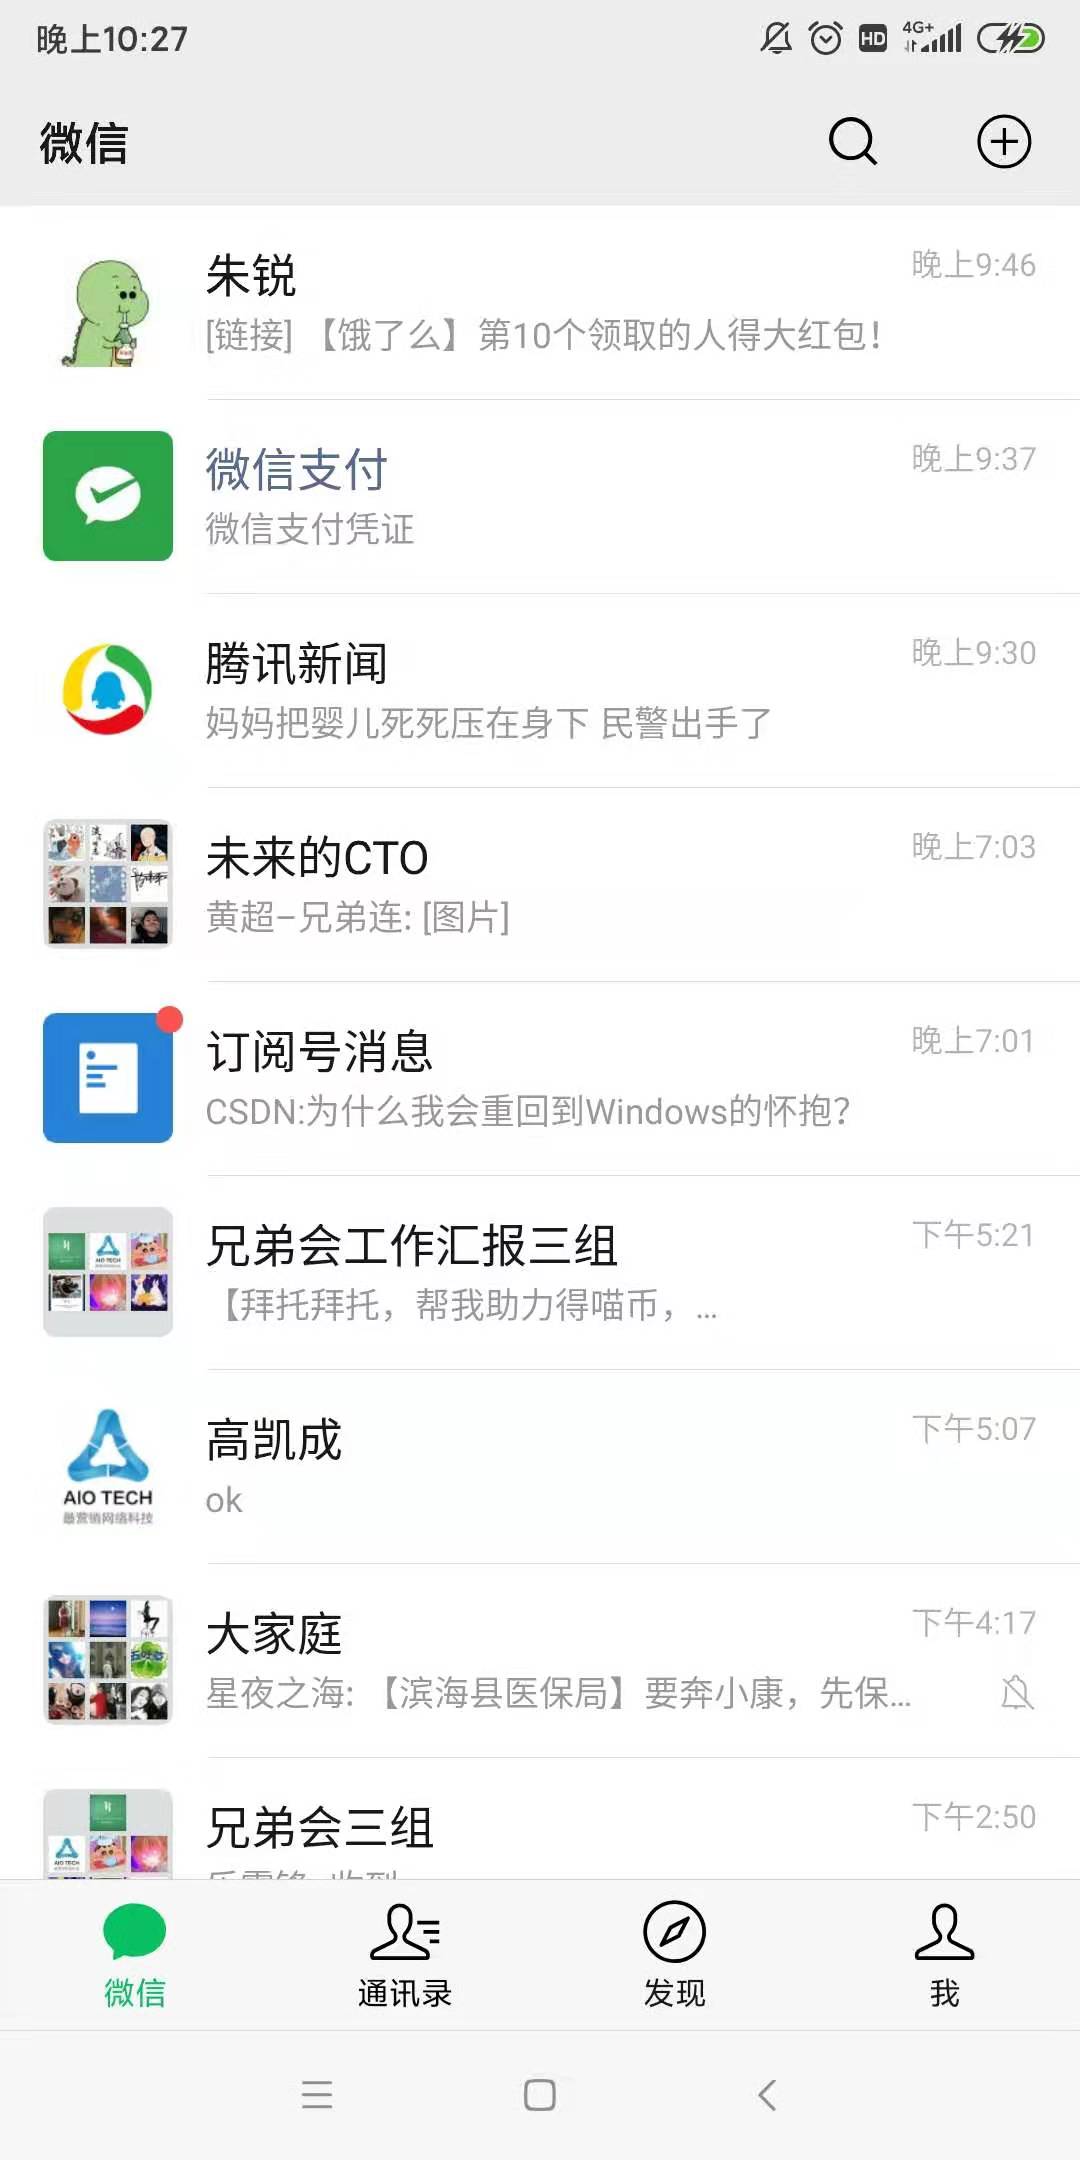 晚上10:27
HD 4G+
微信
朱锐
晚上9:46
[链接] 【饿了么】第10个领取的人得大红包！
微信支付
晚上9:37
微信支付凭证
腾讯新闻
晚上9:30
妈妈把婴儿死死压在身下 民警出手了
未来的CTO
晚上7:03
黄超-兄弟连: [图片]
订阅号消息
晚上7:01
CSDN:为什么我会重回到Windows的怀抱？
兄弟会工作汇报三组
下午5:21
【拜托拜托，帮我助力得喵币，...
高凯成
下午5:07
ok
AIO TECH
最营销网络科技
大家庭
下午4:17
星夜之海: 【滨海县医保局】要奔小康，先保...
兄弟会三组
下午2:50
微信
通讯录
发现
我